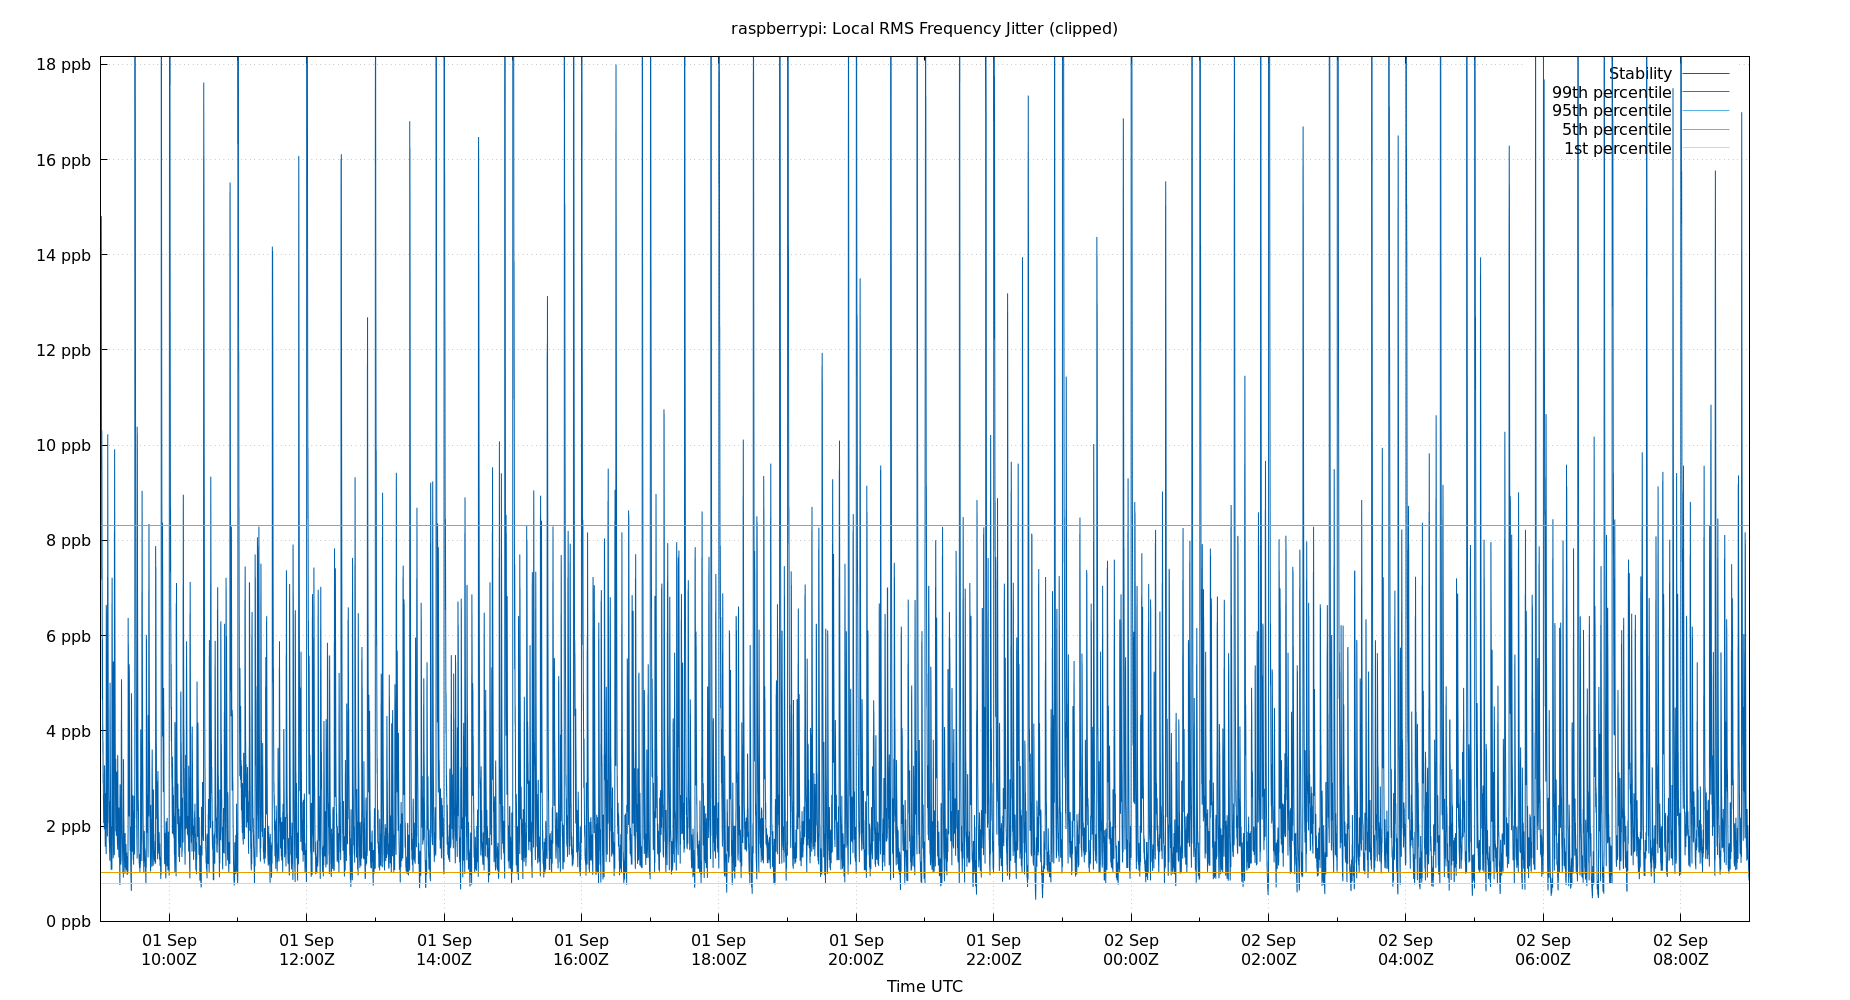 raspberrypi: Local RMS Frequency Jitter (clipped)
18 ppb
16 ppb
14 ppb
12 ppb
10 ppb
8 ppb
6 ppb
4 ppb
2 ppb
0 ppb
Stability
99th percentile
95th percentile
5th percentile
1st percentile
01 Sep 01 Sep 01 Sep 01 Sep 01 Sep 01 Sep 01 Sep 02 Sep 02 Sep 02 Sep 02 Sep 02 Sep
10:00Z 12:00Z 14:00Z 16:00Z 18:00Z 20:00Z 22:00Z 00:00Z 02:00Z 04:00Z 06:00Z 08:00Z
Time UTC